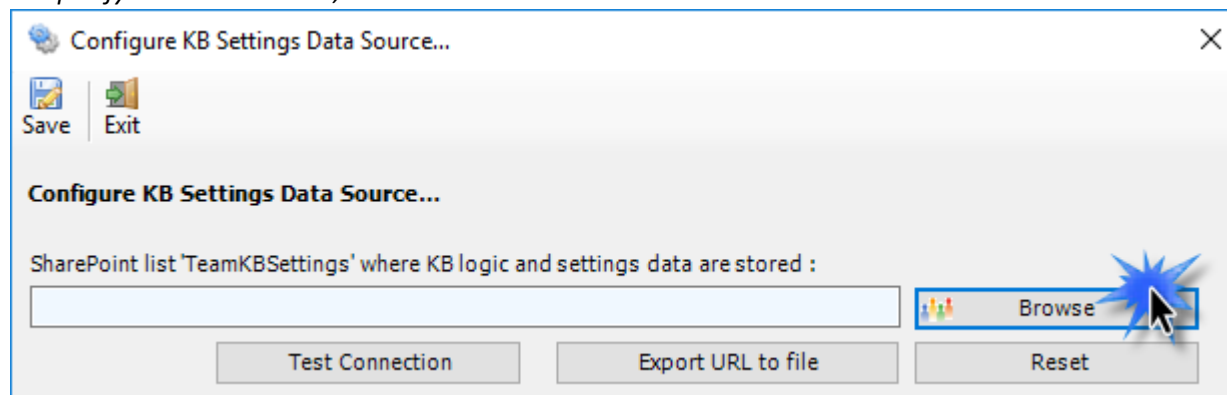 Configure KB Settings Data Source...
Save Exit
Configure KB Settings Data Source...
SharePoint list 'TeamKBSettings' where KB logic and settings data are stored :
Browse
Test Connection Export URL to file Reset